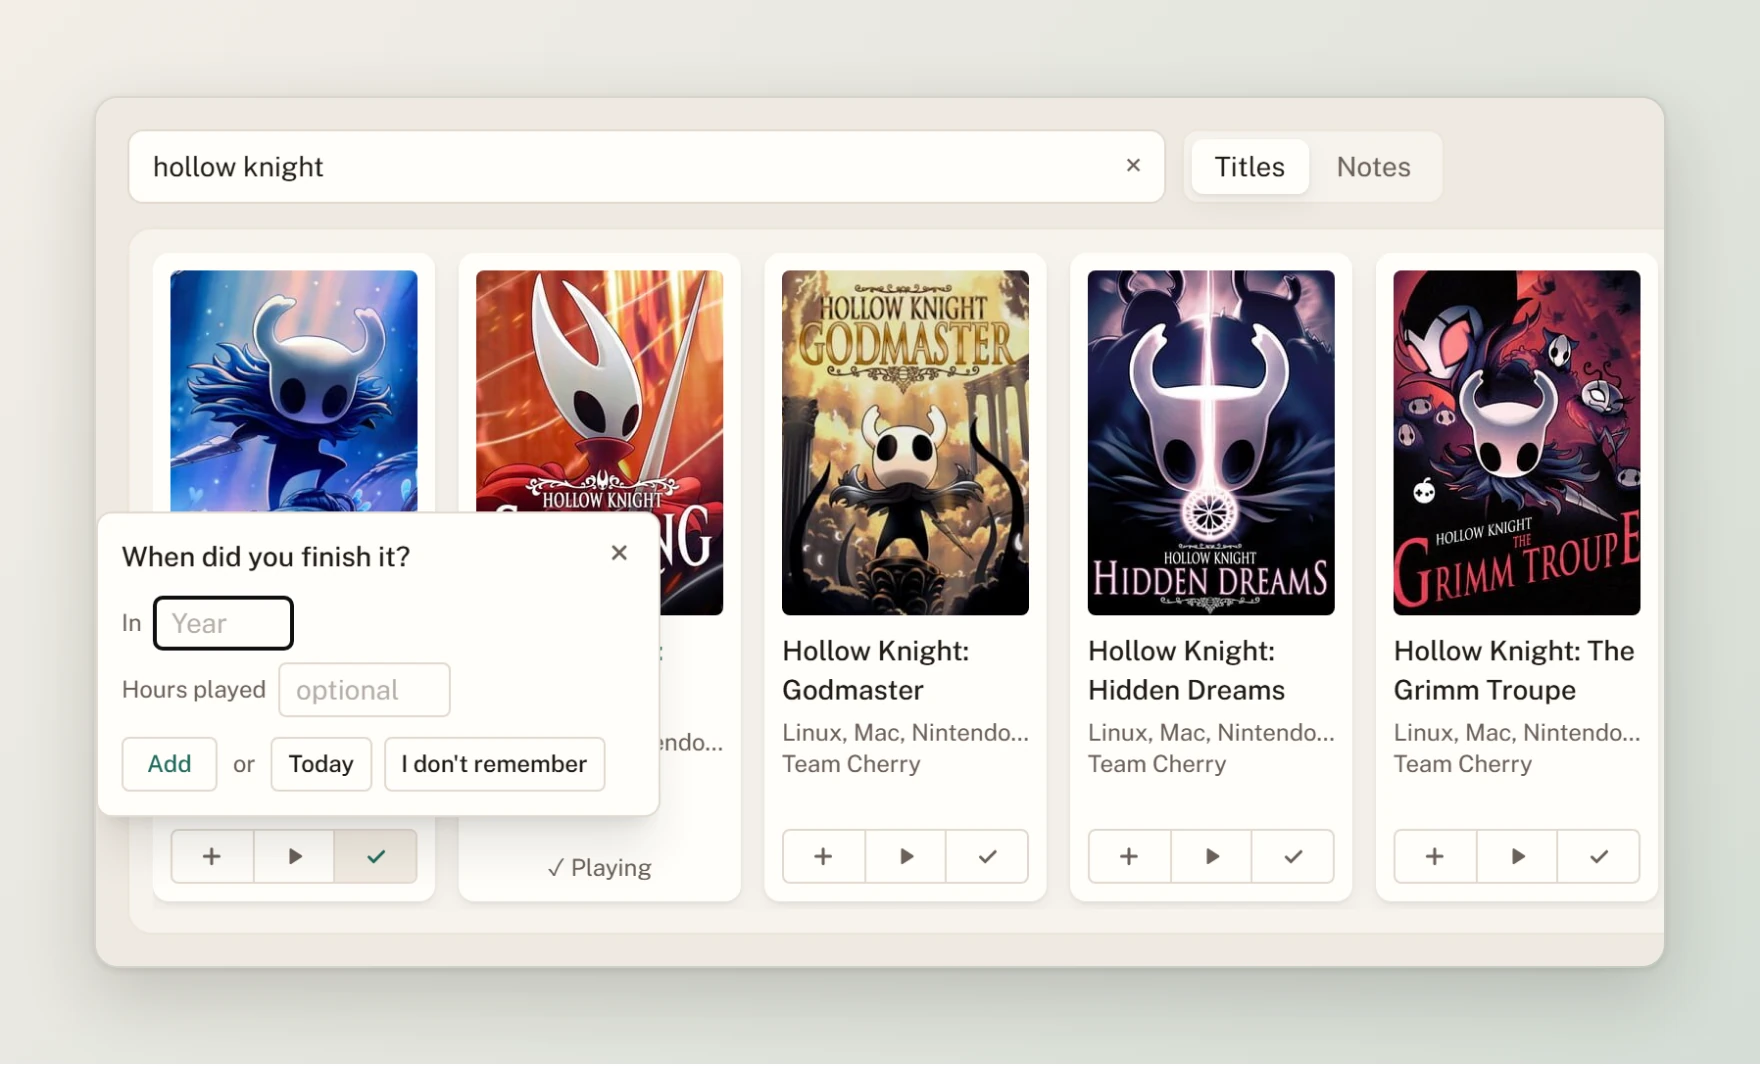 hollow knight ×
Titles Notes
HOLLOW KNIGHT
HOLLOW KNIGHT
GODMASTER
HOLLOW KNIGHT
HIDDEN DREAMS
HOLLOW KNIGHT
THE
GRIMM TROUPE
When did you finish it? ×
In Year
Hours played optional
Add or Today I don't remember
Hollow Knight:
Godmaster
Linux, Mac, Nintendo...
Team Cherry
Hollow Knight:
Hidden Dreams
Linux, Mac, Nintendo...
Team Cherry
Hollow Knight: The
Grimm Troupe
Linux, Mac, Nintendo...
Team Cherry
✓ Playing